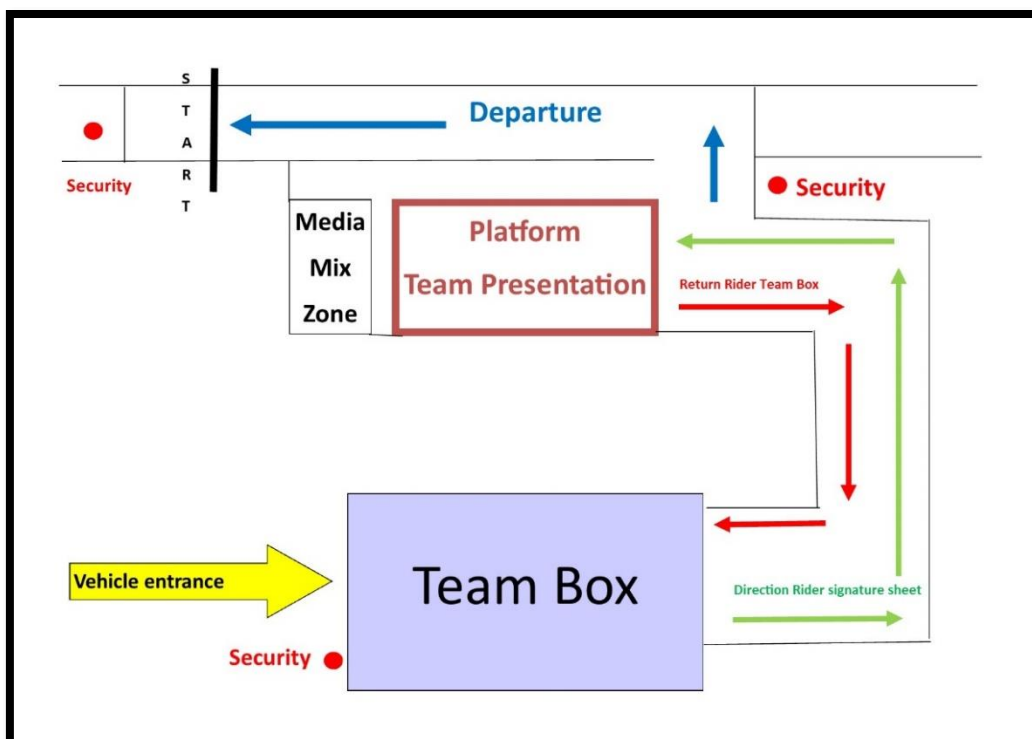 START
Departure
Security
Security
Media
Mix
Zone
Platform
Team Presentation
Return Rider Team Box
Vehicle entrance
Team Box
Direction Rider signature sheet
Security